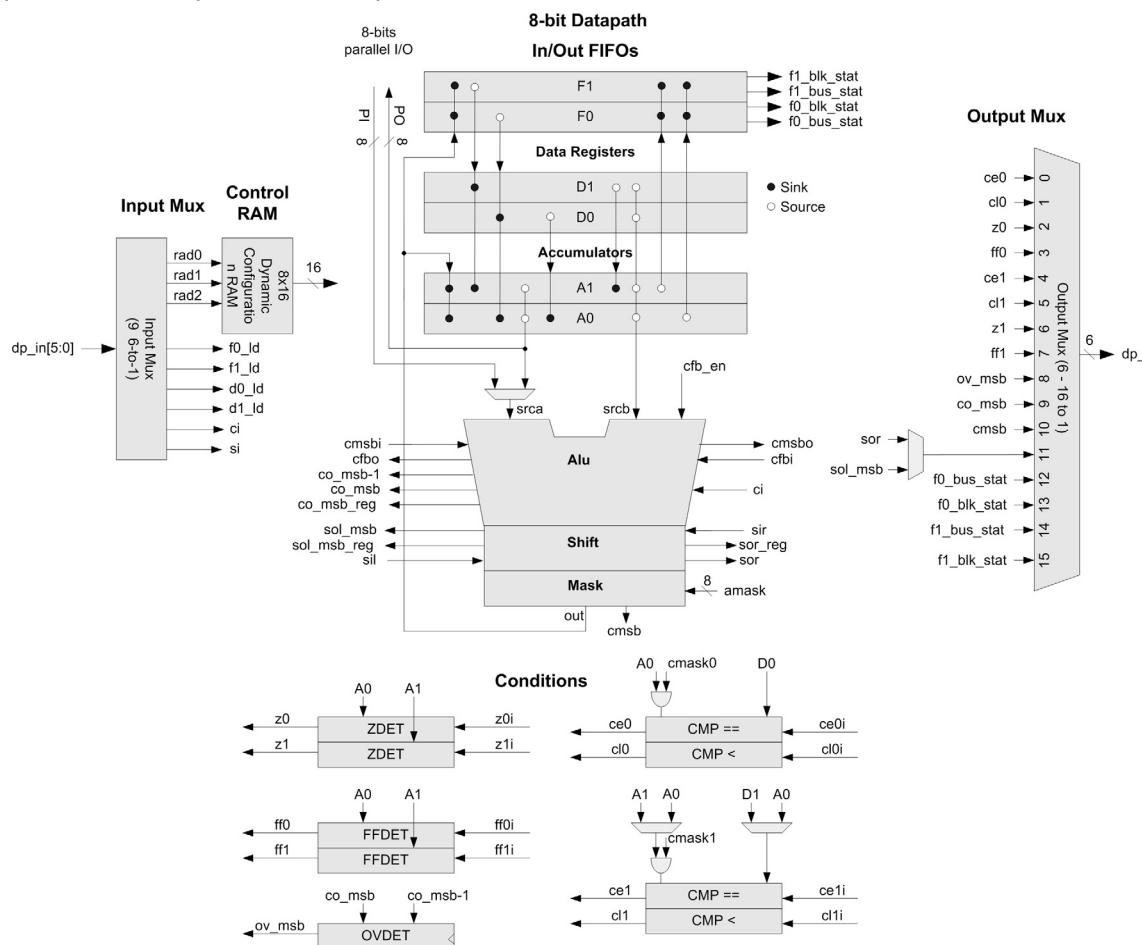 8-bit Datapath
8-bits
parallel I/O
In/Out FIFOs
PI
PO
8
8
F1
F0
f1_blk_stat
f1_bus_stat
f0_blk_stat
f0_bus_stat
Data Registers
D1
D0
Sink
Source
Accumulators
A1
A0
Input Mux
Control
RAM
Input Mux
(9 6-to-1)
dp_in[5:0]
rad0
rad1
rad2
8x16
Dynamic
Configuratio
n RAM
16
f0_ld
f1_ld
d0_ld
d1_ld
ci
si
cfb_en
srca
srcb
Alu
cmsbi
cfbo
co_msb-1
co_msb
co_msb_reg
cmsbo
cfbi
ci
sol_msb
sol_msb_reg
sil
Shift
sir
sor_reg
sor
Mask
8
amask
out
cmsb
Output Mux
ce0
cl0
z0
ff0
ce1
cl1
z1
ff1
ov_msb
co_msb
cmsb
sor
sol_msb
f0_bus_stat
f0_blk_stat
f1_bus_stat
f1_blk_stat
0
1
2
3
4
5
6
7
8
9
10
11
12
13
14
15
Output Mux (6 - 16 to 1)
6
dp_
Conditions
A0
A1
z0
ZDET
z0i
z1
ZDET
z1i
A0
A1
ff0
FFDET
ff0i
ff1
FFDET
ff1i
co_msb
co_msb-1
ov_msb
OVDET
A0
cmask0
D0
ce0
CMP ==
ce0i
cl0
CMP <
cl0i
A1
A0
D1
A0
cmask1
ce1
CMP ==
ce1i
cl1
CMP <
cl1i